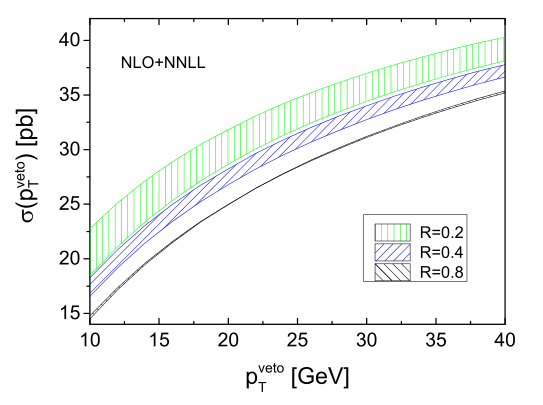 NLO+NNLL
σ(p_T^veto) [pb]
40
35
30
25
20
15
R=0.2
R=0.4
R=0.8
10 15 20 25 30 35 40
p_T^veto [GeV]